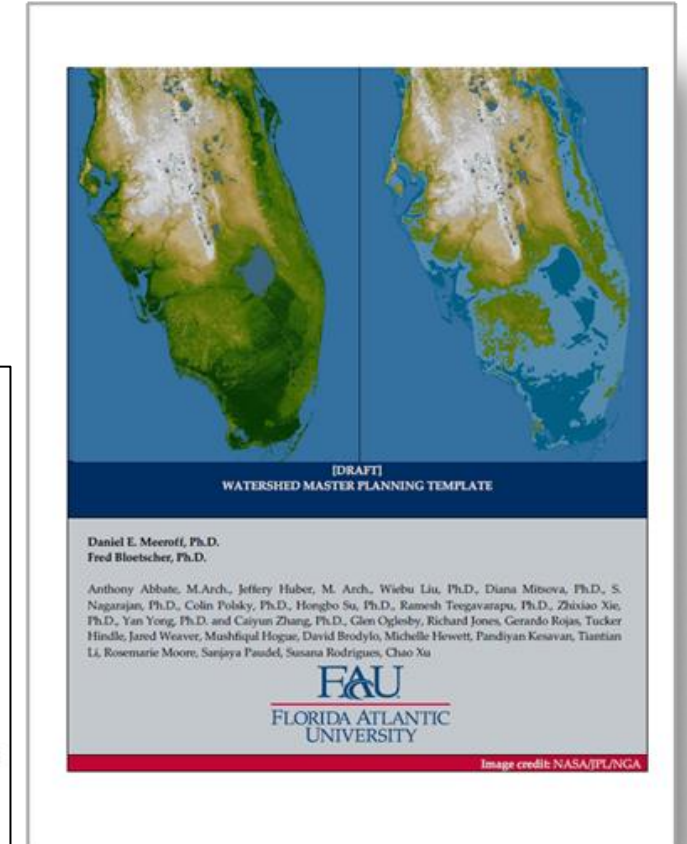 [DRAFT]
WATERSHED MASTER PLANNING TEMPLATE
Daniel E. Meeroff, Ph.D.
Fred Bloetscher, Ph.D.
Anthony Abbate, M.Arch., Jeffery Huber, M. Arch., Wiebu Liu, Ph.D., Diana Mitsova, Ph.D., S.
Nagarajan, Ph.D., Colin Polsky, Ph.D., Hongbo Su, Ph.D., Ramesh Teegavarapu, Ph.D., Zhixiao Xie,
Ph.D., Yan Yong, Ph.D. and Caiyun Zhang, Ph.D., Glen Oglesby, Richard Jones, Gerardo Rojas, Tucker
Hindle, Jared Weaver, Mushfiqul Hogue, David Brodylo, Michelle Hewett, Pandiyan Kesavan, Tiantian
Li, Rosemarie Moore, Sanjaya Paudel, Susana Rodrigues, Chao Xu
FAU
FLORIDA ATLANTIC
UNIVERSITY
Image credit: NASA/JPL/NGA